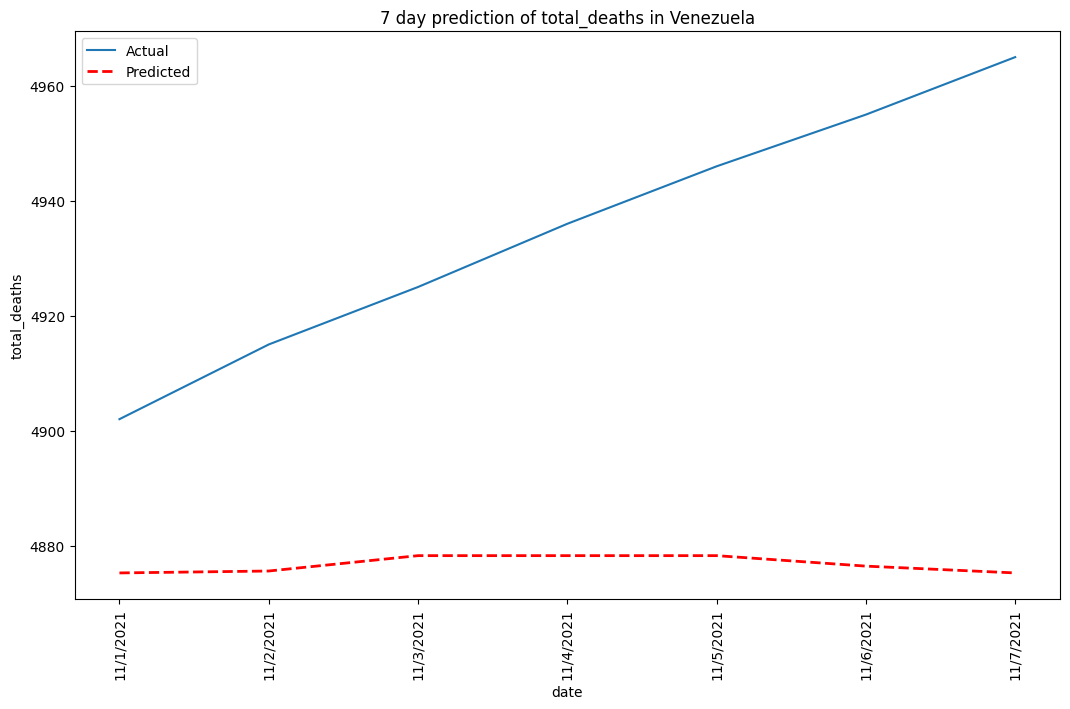 7 day prediction of total_deaths in Venezuela
Actual
Predicted
total_deaths
4960
4940
4920
4900
4880
11/1/2021
11/2/2021
11/3/2021
11/4/2021
11/5/2021
11/6/2021
11/7/2021
date